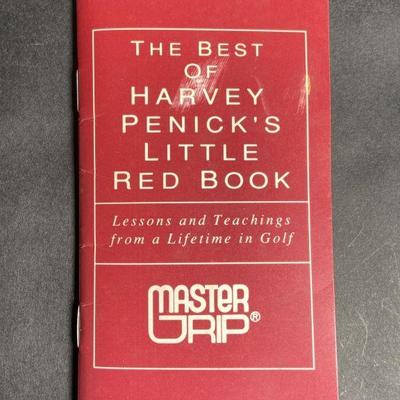 THE BEST
OF
HARVEY
PENICK'S
LITTLE
RED BOOK
Lessons and Teachings
from a Lifetime in Golf
MASTER
GRIP®